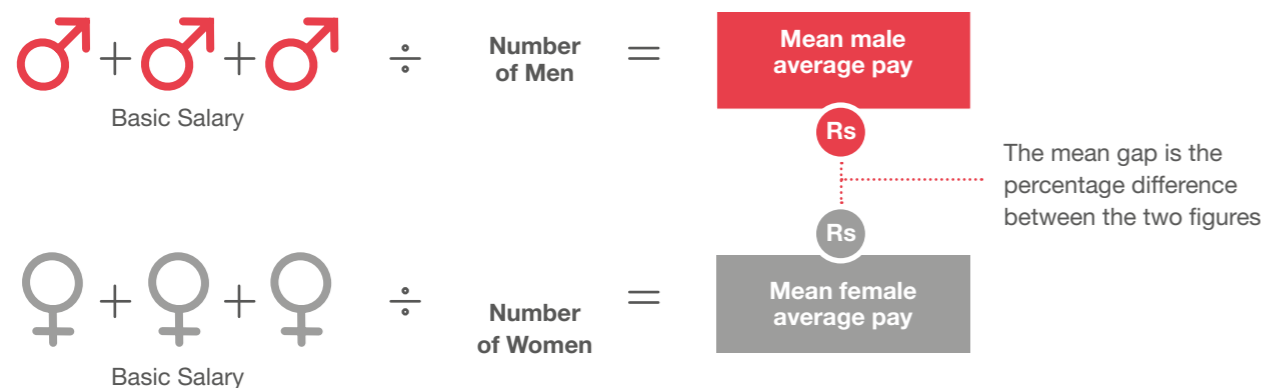 + + ÷ Number of Men = Mean male
average pay
Basic Salary
Rs
The mean gap is the
percentage difference
between the two figures
Rs
+ + ÷ Number
of Women
= Mean female
average pay
Basic Salary